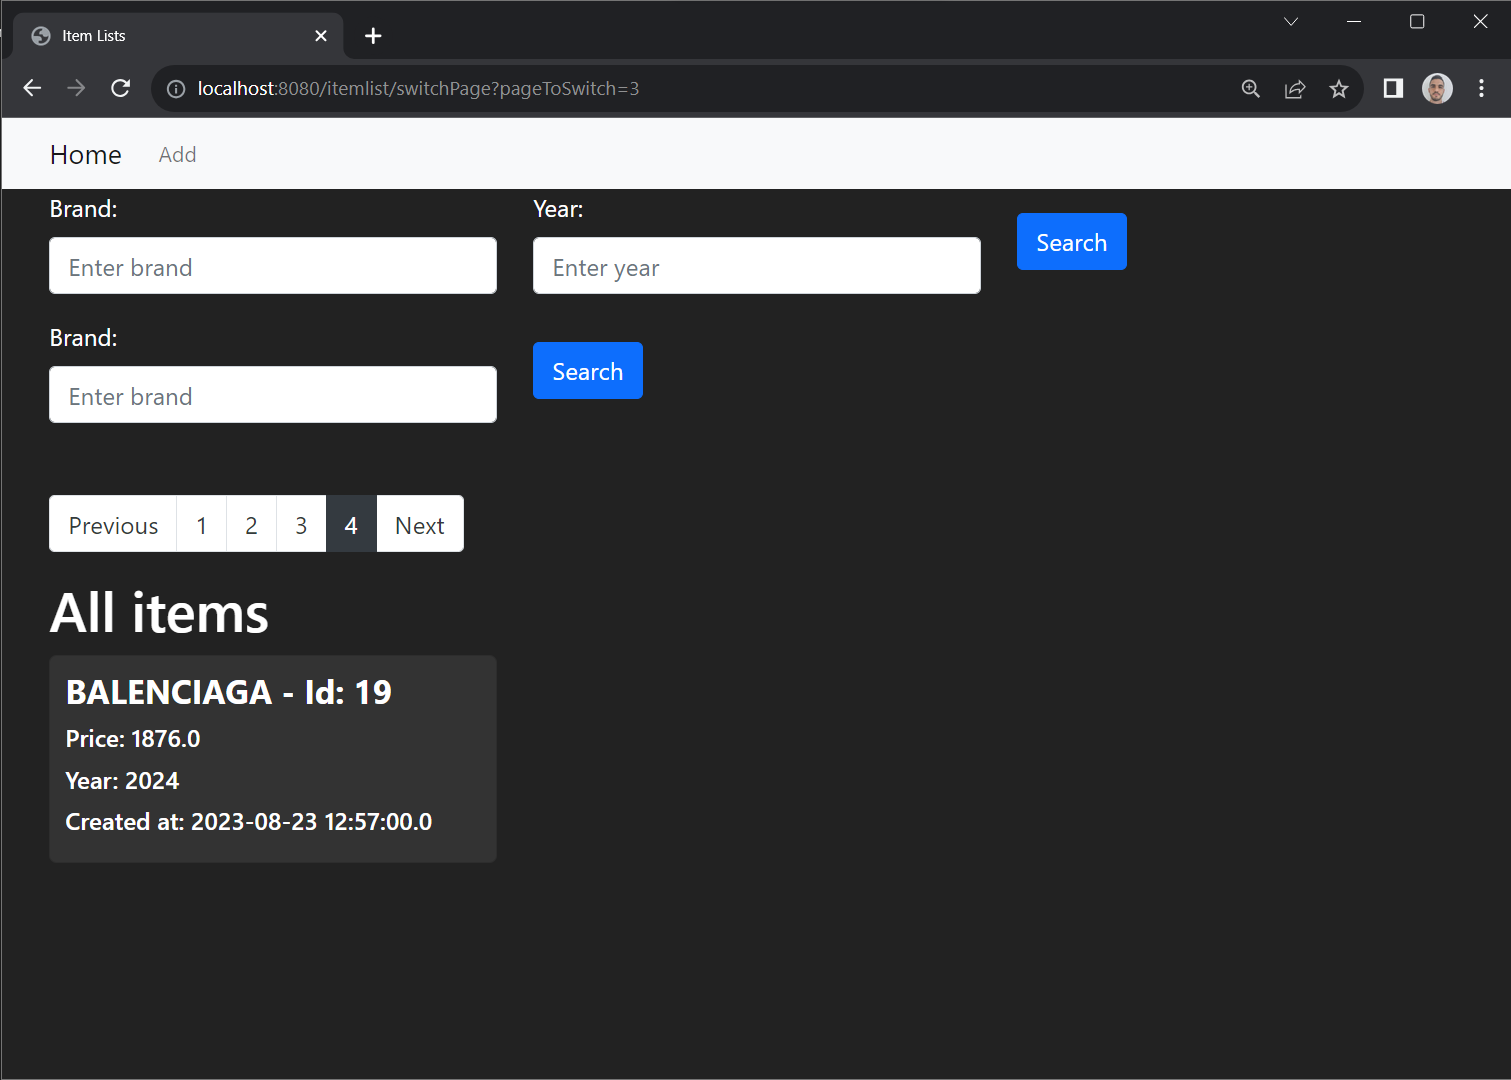 Item Lists
localhost:8080/itemlist/switchPage?pageToSwitch=3
Home Add
Brand: Year:
Enter brand Enter year Search
Brand:
Enter brand Search
Previous 1 2 3 4 Next
All items
BALENCIAGA - Id: 19
Price: 1876.0
Year: 2024
Created at: 2023-08-23 12:57:00.0